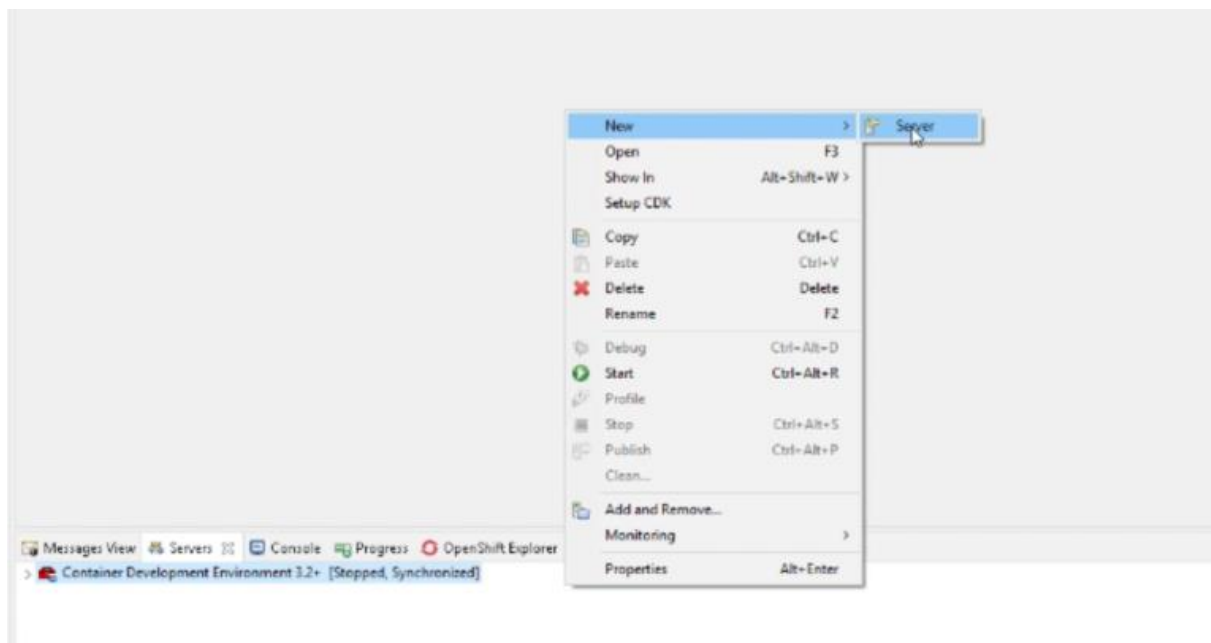 New > Server
Open F3
Show In Alt+Shift+W >
Setup CDK
Copy Ctrl+C
Paste Ctrl+V
Delete Delete
Rename F2
Debug Ctrl+Alt+D
Start Ctrl+Alt+R
Profile
Stop Ctrl+Alt+S
Publish Ctrl+Alt+P
Clean...
Add and Remove...
Monitoring >
Properties Alt+Enter
Messages View Servers Console Progress OpenShift Explorer
> Container Development Environment 3.2+ [Stopped, Synchronized]